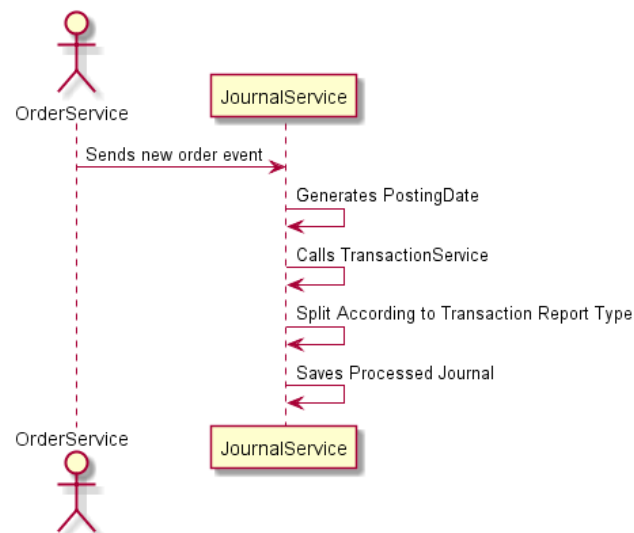 OrderService
JournalService
Sends new order event
Generates PostingDate
Calls TransactionService
Split According to Transaction Report Type
Saves Processed Journal
OrderService
JournalService